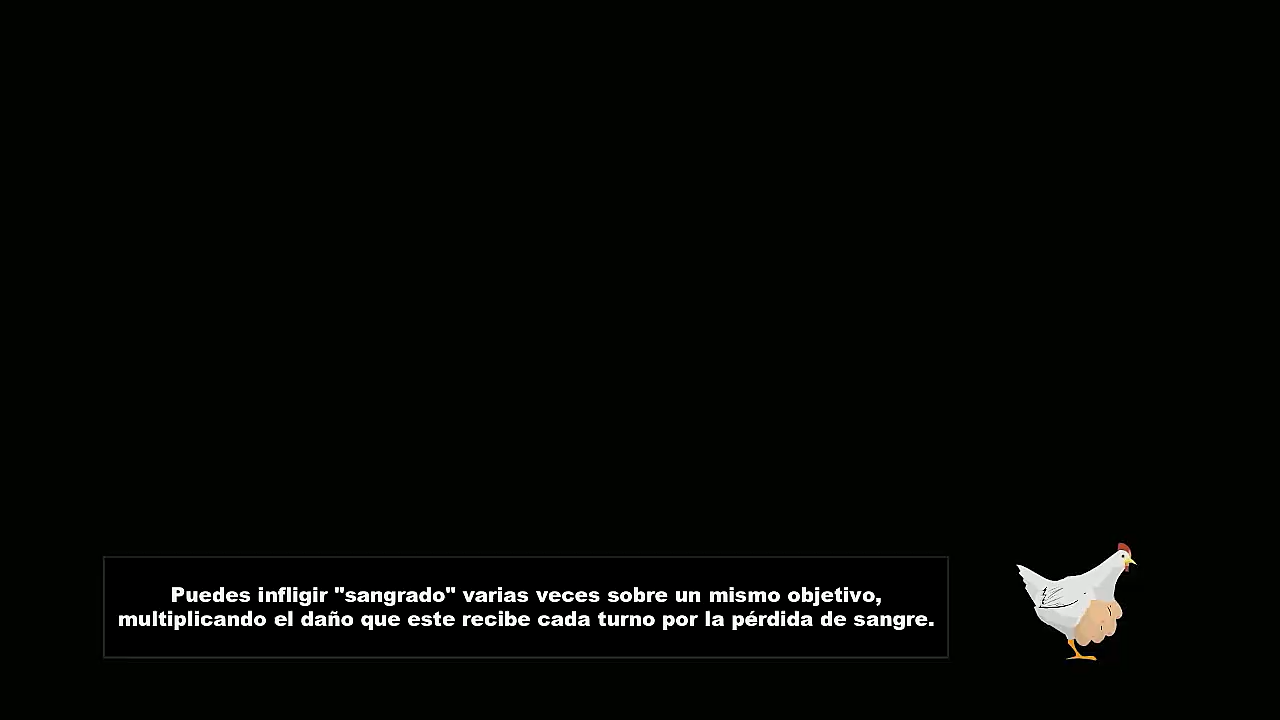 Puedes infligir "sangrado" varias veces sobre un mismo objetivo,
multiplicando el daño que este recibe cada turno por la pérdida de sangre.